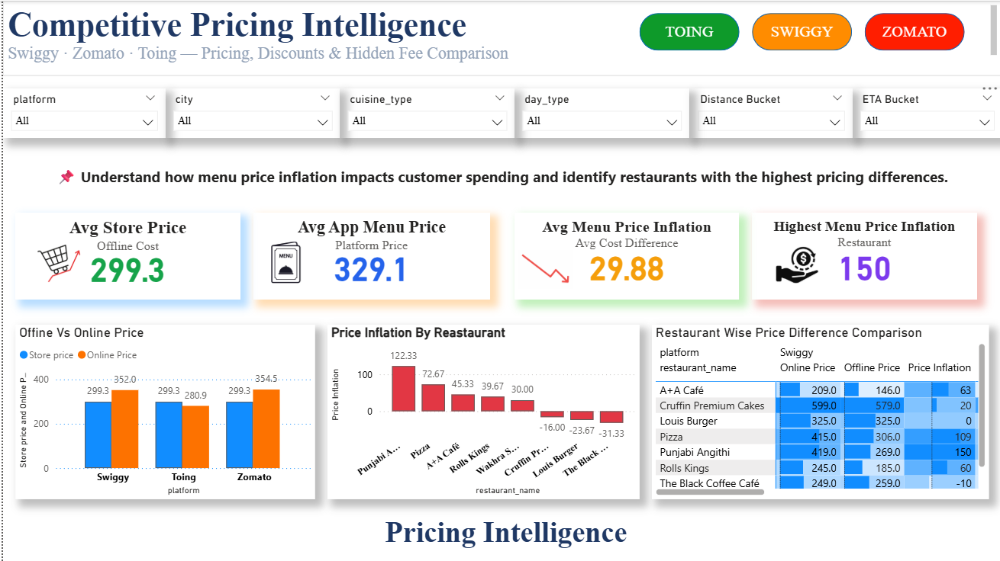 Competitive Pricing Intelligence
Swiggy · Zomato · Toing — Pricing, Discounts & Hidden Fee Comparison
TOING SWIGGY ZOMATO
platform city cuisine_type day_type Distance Bucket ETA Bucket
All All All All All All
📌 Understand how menu price inflation impacts customer spending and identify restaurants with the highest pricing differences.
Avg Store Price
Offline Cost
299.3
Avg App Menu Price
Platform Price
MENU
329.1
Avg Menu Price Inflation
Avg Cost Difference
29.88
Highest Menu Price Inflation
Restaurant
150
Offine Vs Online Price
Store price Online Price
Store price and Online P...
400
200
0
299.3 352.0 299.3 280.9 299.3 354.5
Swiggy Toing Zomato
platform
Price Inflation By Reastaurant
Price Inflation
100
0
122.33 72.67 45.33 39.67 30.00 -16.00 -23.67 -31.33
Punjabi A... Pizza A+A Café Rolls Kings Wakhra S... Cruffin Pr... Louis Burger The Black ...
restaurant_name
Restaurant Wise Price Difference Comparison
platform Swiggy
restaurant_name Online Price Offline Price Price Inflation
A+A Café 209.0 146.0 63
Cruffin Premium Cakes 599.0 579.0 20
Louis Burger 325.0 325.0 0
Pizza 415.0 306.0 109
Punjabi Angithi 419.0 269.0 150
Rolls Kings 245.0 185.0 60
The Black Coffee Café 249.0 259.0 -10
Pricing Intelligence